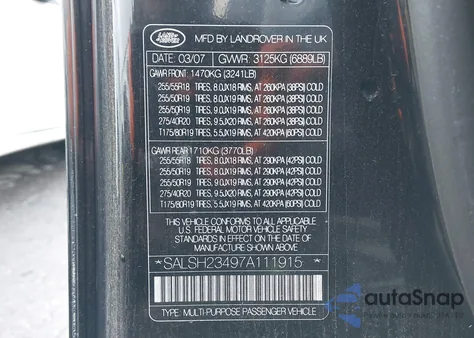 LAND ROVER
MFD BY LANDROVER IN THE UK
DATE: 03/07 GVWR: 3125KG (6889LB)
GAWR FRONT: 1470KG (3241LB)
255/55R18 TIRES, 8.0JX18 RIMS, AT 260KPA (38PSI) COLD
255/50R19 TIRES, 8.0JX19 RIMS, AT 260KPA (38PSI) COLD
255/50R19 TIRES, 9.0JX19 RIMS, AT 260KPA (38PSI) COLD
275/40R20 TIRES, 9.5JX20 RIMS, AT 260KPA (38PSI) COLD
T175/80R19 TIRES, 5.5JX19 RIMS, AT 420KPA (60PSI) COLD
GAWR REAR: 1710KG (3770LB)
255/55R18 TIRES, 8.0JX18 RIMS, AT 290KPA (42PSI) COLD
255/50R19 TIRES, 8.0JX19 RIMS, AT 290KPA (42PSI) COLD
255/50R19 TIRES, 9.0JX19 RIMS, AT 290KPA (42PSI) COLD
275/40R20 TIRES, 9.5JX20 RIMS, AT 290KPA (42PSI) COLD
T175/80R19 TIRES, 5.5JX19 RIMS, AT 420KPA (60PSI) COLD
THIS VEHICLE CONFORMS TO ALL APPLICABLE
U.S. FEDERAL MOTOR VEHICLE SAFETY
STANDARDS IN EFFECT ON THE DATE OF
MANUFACTURE SHOWN ABOVE
*SALSH23497A111915*
TYPE: MULTI-PURPOSE PASSENGER VEHICLE
autoSnap